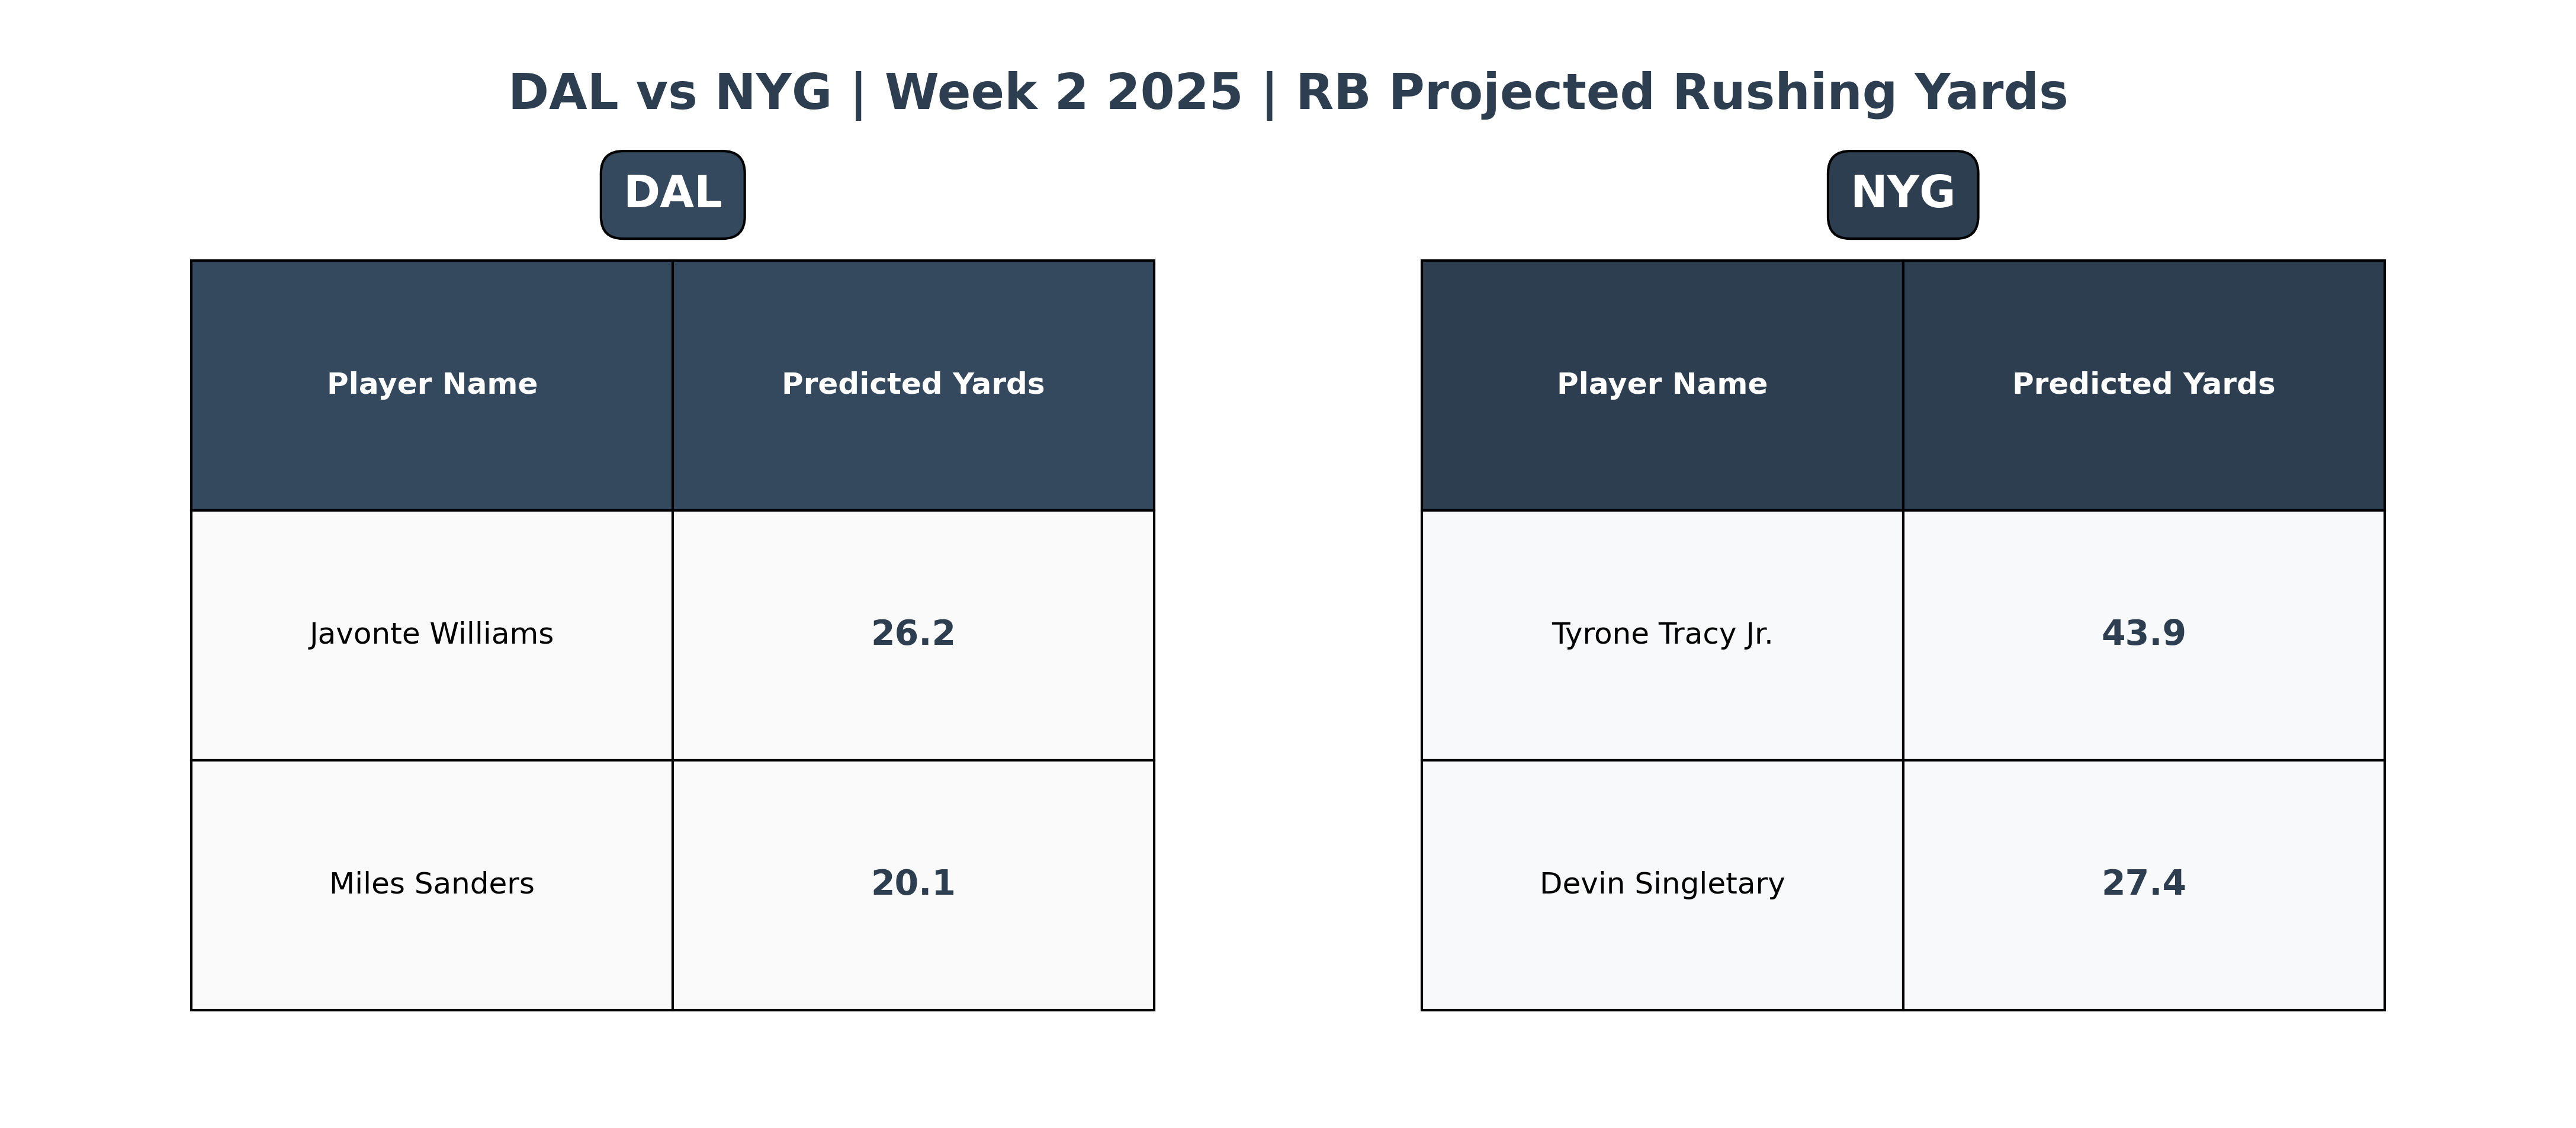 DAL vs NYG | Week 2 2025 | RB Projected Rushing Yards
DAL
Player Name Predicted Yards
Javonte Williams 26.2
Miles Sanders 20.1
NYG
Player Name Predicted Yards
Tyrone Tracy Jr. 43.9
Devin Singletary 27.4